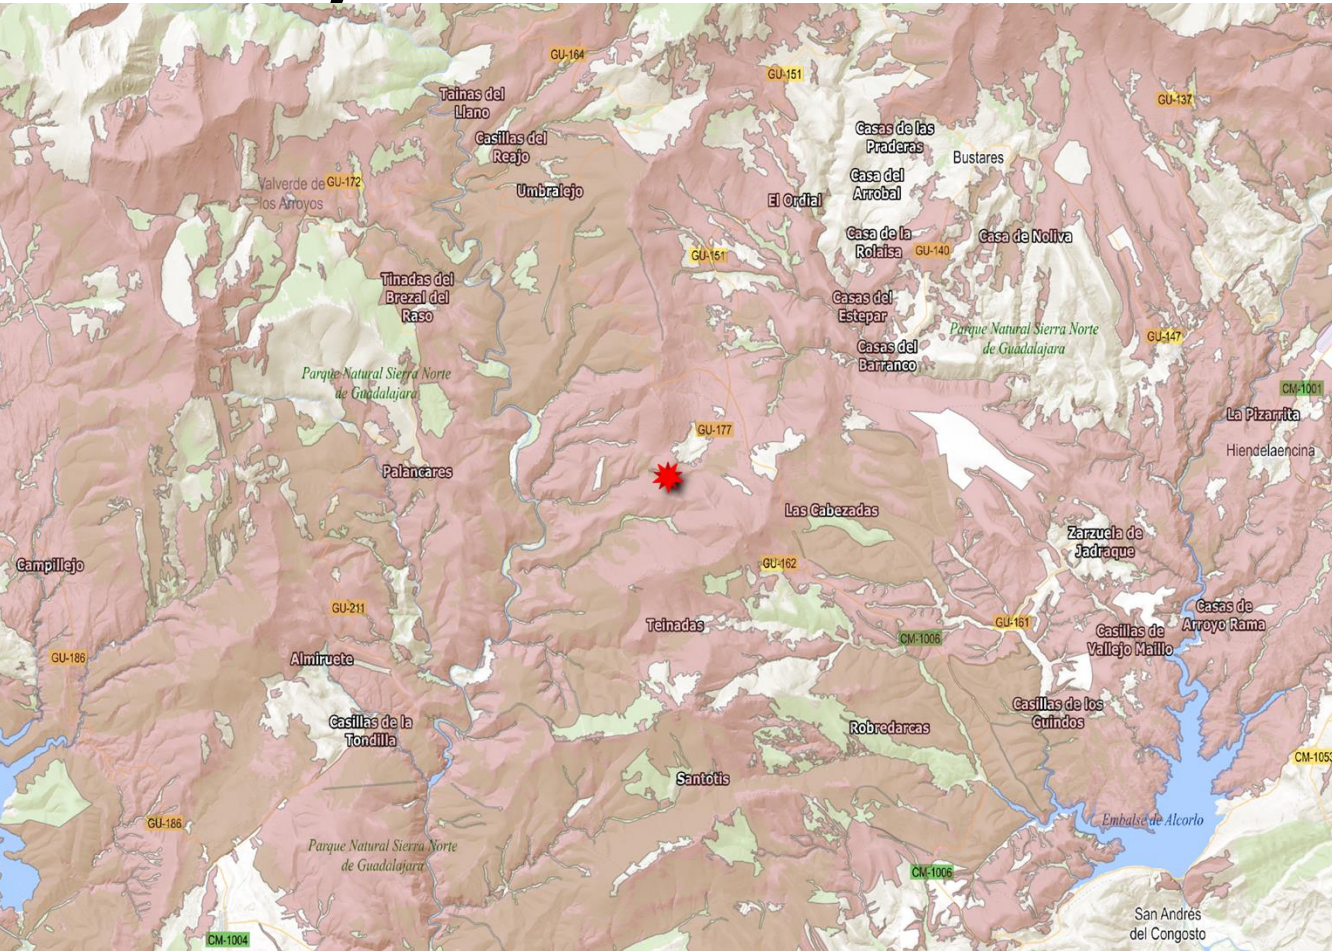 GU-164
GU-151
Tainas del
Llano
GU-137
Casas de las
Praderas
Casillas del
Reajo
Bustares
Valverde de
los Arroyos
GU-172
Umbralejo
Casa del
Arrobal
El Ordial
Casa de la
Rolaisa
GU-140
Casa de Noliva
GU-151
Tinadas del
Brezal del
Raso
Casas del
Estepar
Parque Natural Sierra Norte
de Guadalajara
GU-147
Casas del
Barranco
Parque Natural Sierra Norte
de Guadalajara
CM-1001
La Pizarrita
GU-177
Hiendelaencina
Palancares
Las Cabezadas
Zarzuela de
Jadraque
Campillejo
GU-162
GU-211
Casas de
Arroyo Rama
Teinadas
GU-161
CM-1006
Casillas de
Vallejo Maillo
GU-186
Almiruete
Casillas de los
Guindos
Casillas de la
Tondilla
Robredarcas
CM-1053
Santotis
GU-186
Embalse de Alcorlo
Parque Natural Sierra Norte
de Guadalajara
CM-1006
San Andrés
del Congosto
CM-1004